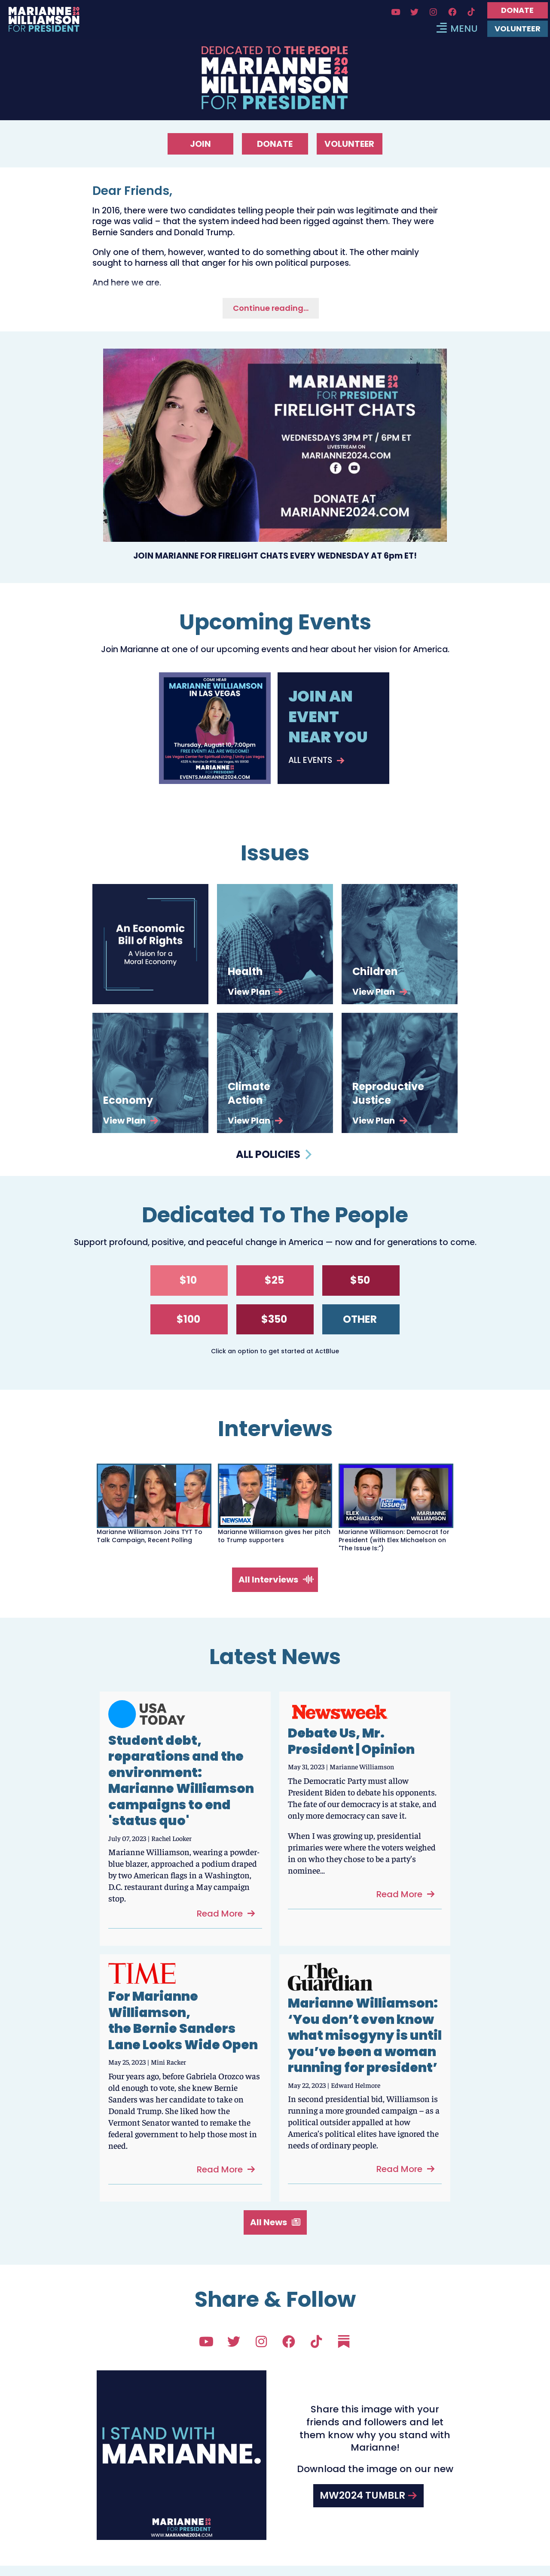 MARIANNE 20
WILLIAMSON 24
FOR PRESIDENT
DONATE
MENU
VOLUNTEER
DEDICATED TO THE PEOPLE
MARIANNE 20
WILLIAMSON 24
FOR PRESIDENT
JOIN
DONATE
VOLUNTEER
Dear Friends,
In 2016, there were two candidates telling people their pain was legitimate and their
rage was valid – that the system indeed had been rigged against them. They were
Bernie Sanders and Donald Trump.
Only one of them, however, wanted to do something about it. The other mainly
sought to harness all that anger for his own political purposes.
And here we are.
Continue reading...
MARIANNE 20 24
FOR PRESIDENT
FIRELIGHT CHATS
WEDNESDAYS 3PM PT / 6PM ET
LIVESTREAM ON
MARIANNE2024.COM
DONATE AT
MARIANNE2024.COM
JOIN MARIANNE FOR FIRELIGHT CHATS EVERY WEDNESDAY AT 6pm ET!
Upcoming Events
Join Marianne at one of our upcoming events and hear about her vision for America.
COME HEAR
MARIANNE WILLIAMSON
IN LAS VEGAS
Thursday, August 10, 7:00pm
FREE EVENT! ALL ARE WELCOME!
Las Vegas Center for Spiritual Living / Unity Las Vegas
MARIANNE 20 24
FOR PRESIDENT
EVENTS.MARIANNE2024.COM
JOIN AN
EVENT
NEAR YOU
ALL EVENTS
Issues
An Economic
Bill of Rights
A Vision for a
Moral Economy
Health
View Plan
Children
View Plan
Economy
View Plan
Climate
Action
View Plan
Reproductive
Justice
View Plan
ALL POLICIES
Dedicated To The People
Support profound, positive, and peaceful change in America — now and for generations to come.
$10
$25
$50
$100
$350
OTHER
Click an option to get started at ActBlue
Interviews
NEWSMAX
ELEX
MICHAELSON
the Issue is:
MARIANNE
WILLIAMSON
Marianne Williamson Joins TYT To
Talk Campaign, Recent Polling
Marianne Williamson gives her pitch
to Trump supporters
Marianne Williamson: Democrat for
President (with Elex Michaelson on
"The Issue Is:")
All Interviews
Latest News
USA
TODAY
Student debt,
reparations and the
environment:
Marianne Williamson
campaigns to end
'status quo'
July 07, 2023 | Rachel Looker
Marianne Williamson, wearing a powder-
blue blazer, approached a podium draped
by two American flags in a Washington,
D.C. restaurant during a May campaign
stop.
Read More
Newsweek
Debate Us, Mr.
President | Opinion
May 31, 2023 | Marianne Williamson
The Democratic Party must allow
President Biden to debate his opponents.
The fate of our democracy is at stake, and
only more democracy can save it.
When I was growing up, presidential
primaries were where the voters weighed
in on who they chose to be a party's
nominee...
Read More
TIME
For Marianne
Williamson,
the Bernie Sanders
Lane Looks Wide Open
May 25, 2023 | Mini Racker
Four years ago, before Gabriela Orozco was
old enough to vote, she knew Bernie
Sanders was her candidate to take on
Donald Trump. She liked how the
Vermont Senator wanted to remake the
federal government to help those most in
need.
Read More
The
Guardian
Marianne Williamson:
‘You don’t even know
what misogyny is until
you’ve been a woman
running for president’
May 22, 2023 | Edward Helmore
In second presidential bid, Williamson is
running a more grounded campaign – as a
political outsider appalled at how
America’s political elites have ignored the
needs of ordinary people.
Read More
All News
Share & Follow
I STAND WITH
MARIANNE.
MARIANNE 20 24
FOR PRESIDENT
WWW.MARIANNE2024.COM
Share this image with your
friends and followers and let
them know why you stand with
Marianne!
Download the image on our new
MW2024 TUMBLR